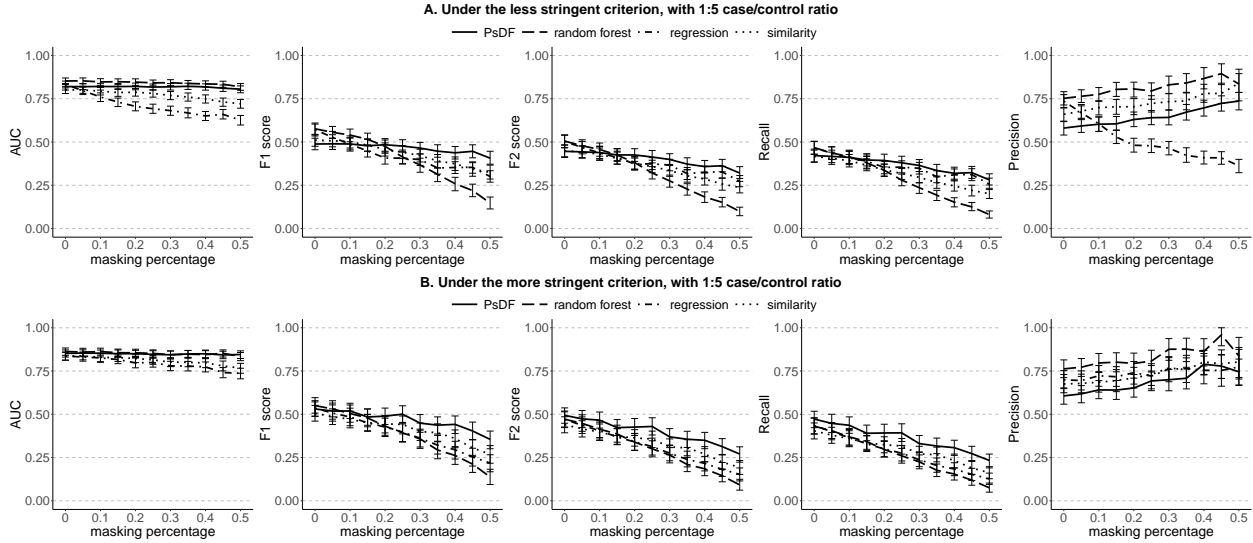 A. Under the less stringent criterion, with 1:5 case/control ratio
PsDF random forest regression similarity
AUC
1.00
0.75
0.50
0.25
0.00
0 0.1 0.2 0.3 0.4 0.5
masking percentage
F1 score
1.00
0.75
0.50
0.25
0.00
0 0.1 0.2 0.3 0.4 0.5
masking percentage
F2 score
1.00
0.75
0.50
0.25
0.00
0 0.1 0.2 0.3 0.4 0.5
masking percentage
Recall
1.00
0.75
0.50
0.25
0.00
0 0.1 0.2 0.3 0.4 0.5
masking percentage
Precision
1.00
0.75
0.50
0.25
0.00
0 0.1 0.2 0.3 0.4 0.5
masking percentage
B. Under the more stringent criterion, with 1:5 case/control ratio
PsDF random forest regression similarity
AUC
1.00
0.75
0.50
0.25
0.00
0 0.1 0.2 0.3 0.4 0.5
masking percentage
F1 score
1.00
0.75
0.50
0.25
0.00
0 0.1 0.2 0.3 0.4 0.5
masking percentage
F2 score
1.00
0.75
0.50
0.25
0.00
0 0.1 0.2 0.3 0.4 0.5
masking percentage
Recall
1.00
0.75
0.50
0.25
0.00
0 0.1 0.2 0.3 0.4 0.5
masking percentage
Precision
1.00
0.75
0.50
0.25
0.00
0 0.1 0.2 0.3 0.4 0.5
masking percentage